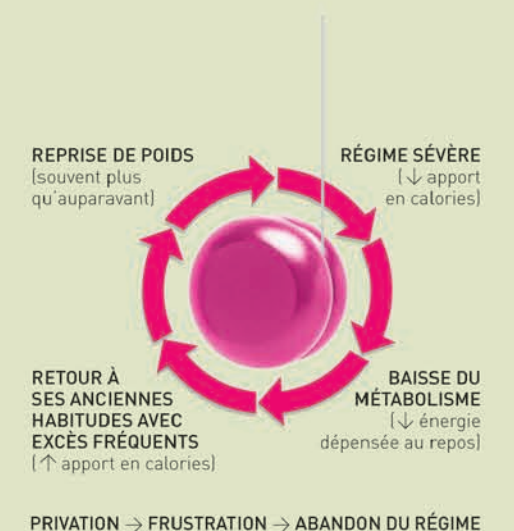 REPRISE DE POIDS
(souvent plus
qu'auparavant)
RÉGIME SÉVÈRE
(↓ apport
en calories)
BAISSE DU
MÉTABOLISME
(↓ énergie
dépensée au repos)
RETOUR À
SES ANCIENNES
HABITUDES AVEC
EXCÈS FRÉQUENTS
(↑ apport en calories)
PRIVATION → FRUSTRATION → ABANDON DU RÉGIME